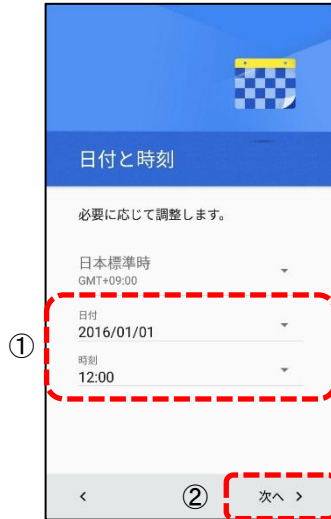 日付と時刻
必要に応じて調整します。
日本標準時
GMT+09:00
①
日付
2016/01/01
時刻
12:00
②
次へ